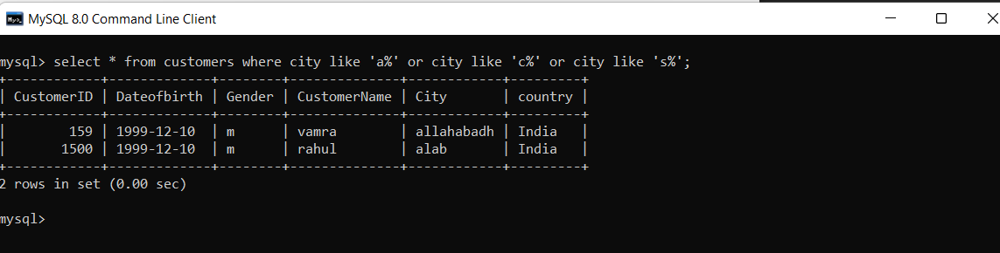 MySQL 8.0 Command Line Client
mysql> select * from customers where city like 'a%' or city like 'c%' or city like 's%';
+------------+-------------+--------+--------------+------------+---------+
| CustomerID | Dateofbirth | Gender | CustomerName | City       | country |
+------------+-------------+--------+--------------+------------+---------+
|        159 | 1999-12-10  | m      | vamra        | allahabadh | India   |
|       1500 | 1999-12-10  | m      | rahul        | alab       | India   |
+------------+-------------+--------+--------------+------------+---------+
2 rows in set (0.00 sec)
mysql>